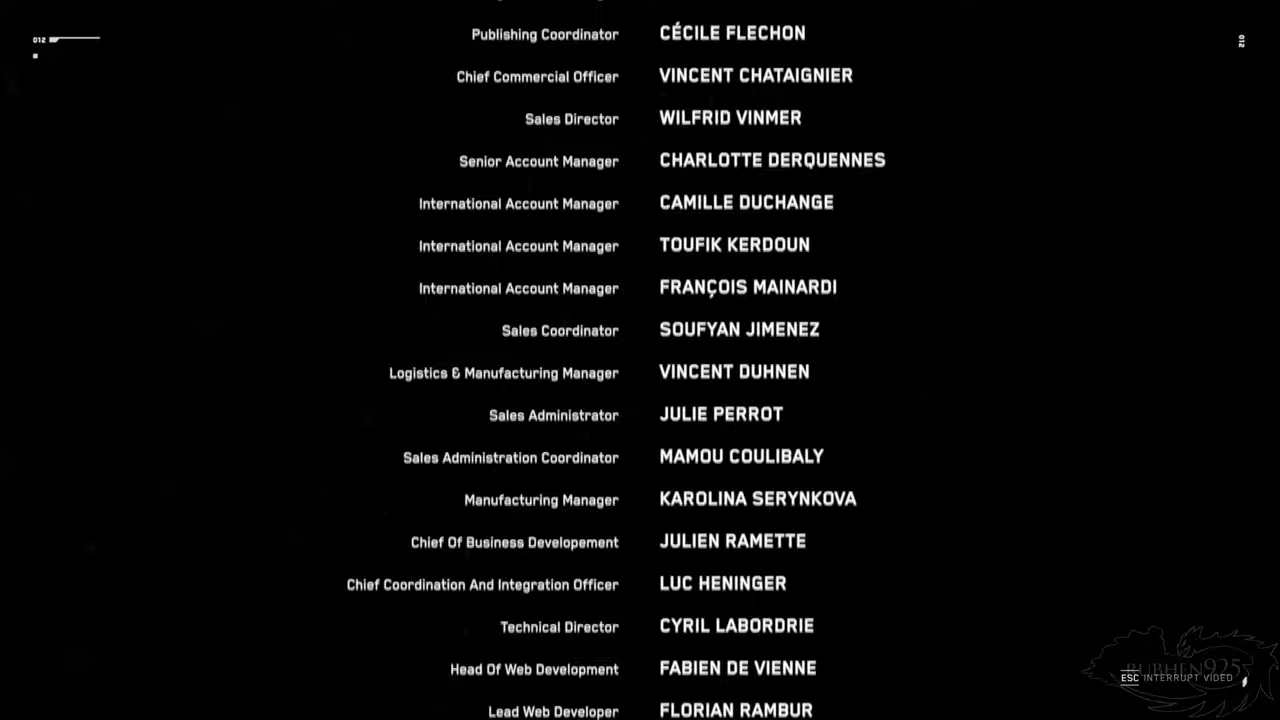 012
012
Publishing Coordinator CÉCILE FLECHON
Chief Commercial Officer VINCENT CHATAIGNIER
Sales Director WILFRID VINMER
Senior Account Manager CHARLOTTE DERQUENNES
International Account Manager CAMILLE DUCHANGE
International Account Manager TOUFIK KERDOUN
International Account Manager FRANÇOIS MAINARDI
Sales Coordinator SOUFYAN JIMENEZ
Logistics & Manufacturing Manager VINCENT DUHNEN
Sales Administrator JULIE PERROT
Sales Administration Coordinator MAMOU COULIBALY
Manufacturing Manager KAROLINA SERYNKOVA
Chief Of Business Developement JULIEN RAMETTE
Chief Coordination And Integration Officer LUC HENINGER
Technical Director CYRIL LABORDRIE
Head Of Web Development FABIEN DE VIENNE
RUBHEN925
ESC INTERRUPT VIDEO
Lead Web Developer FLORIAN RAMBUR